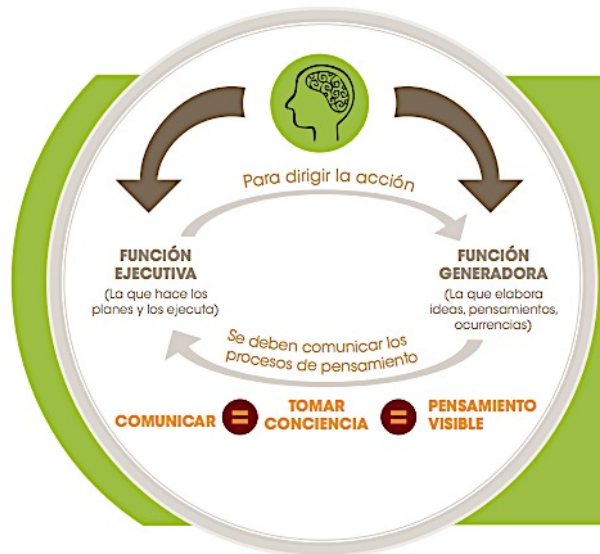 Para dirigir la acción
FUNCIÓN
EJECUTIVA
(La que hace los
planes y los ejecuta)
FUNCIÓN
GENERADORA
(La que elabora
ideas, pensamientos,
ocurrencias)
Se deben comunicar los
procesos de pensamiento
COMUNICAR = TOMAR CONCIENCIA = PENSAMIENTO VISIBLE